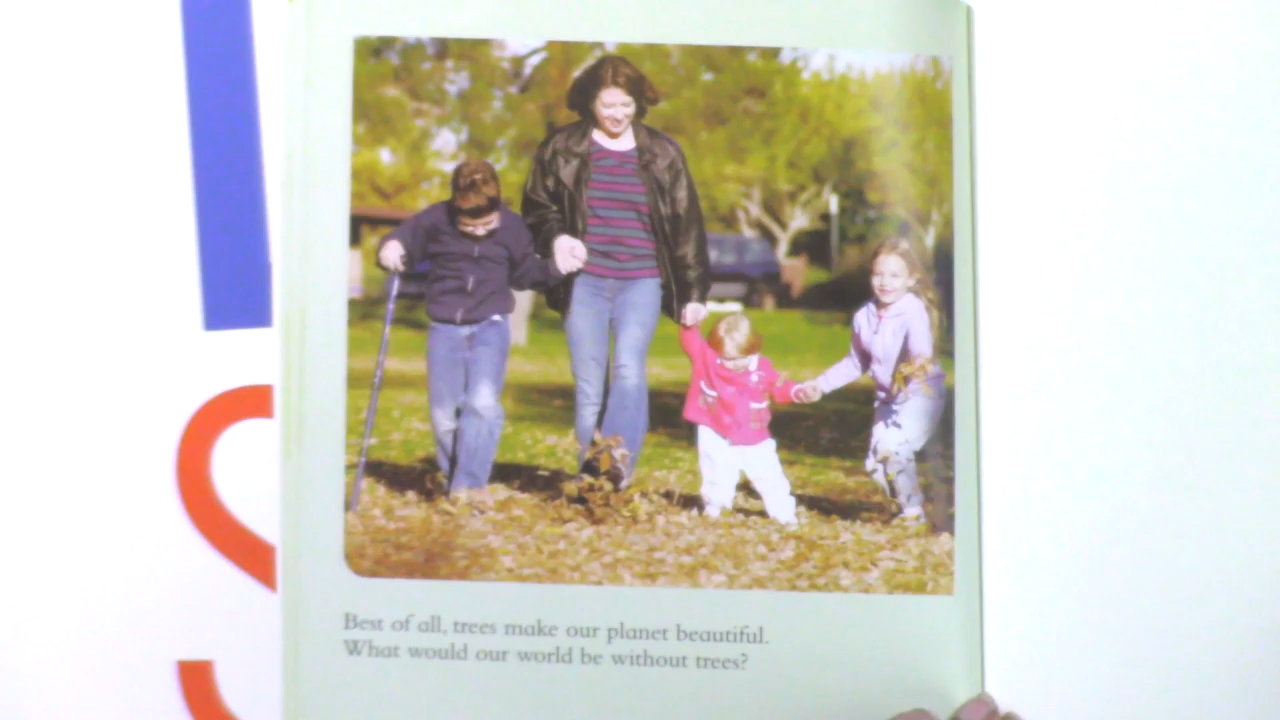 Best of all, trees make our planet beautiful.
What would our world be without trees?